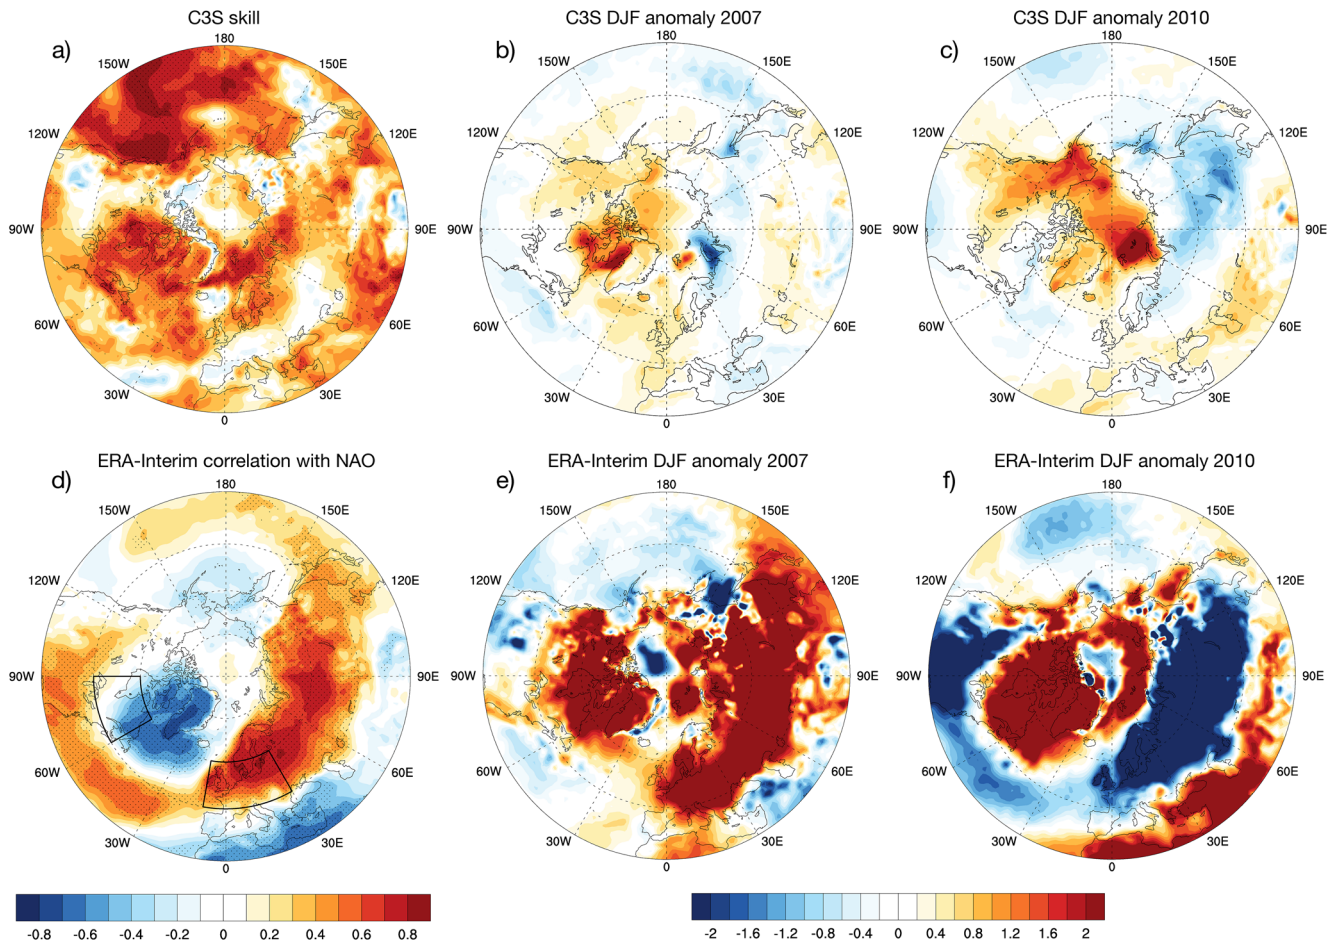 C3S skill
C3S DJF anomaly 2007
C3S DJF anomaly 2010
a)
b)
c)
180
180
180
150W
150E
150W
150E
150W
150E
120W
120E
120W
120E
120W
120E
90W
90E
90W
90E
90W
90E
60W
60E
60W
60E
60W
60E
30W
30E
30W
30E
30W
30E
0
0
0
ERA-Interim correlation with NAO
ERA-Interim DJF anomaly 2007
ERA-Interim DJF anomaly 2010
d)
e)
f)
180
180
180
150W
150E
150W
150E
150W
150E
120W
120E
120W
120E
120W
120E
90W
90E
90W
90E
90W
90E
60W
60E
60W
60E
60W
60E
30W
30E
30W
30E
30W
30E
0
0
0
-0.8 -0.6 -0.4 -0.2 0 0.2 0.4 0.6 0.8
-2 -1.6 -1.2 -0.8 -0.4 0 0.4 0.8 1.2 1.6 2